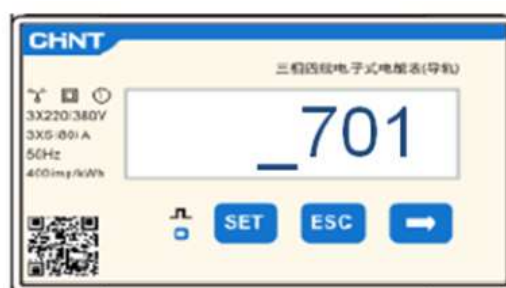 CHNT
三相四线电子式电能表(导轨)
3X220/380V
3X5(80)A
50Hz
400imp/kWh
_701
SET
ESC